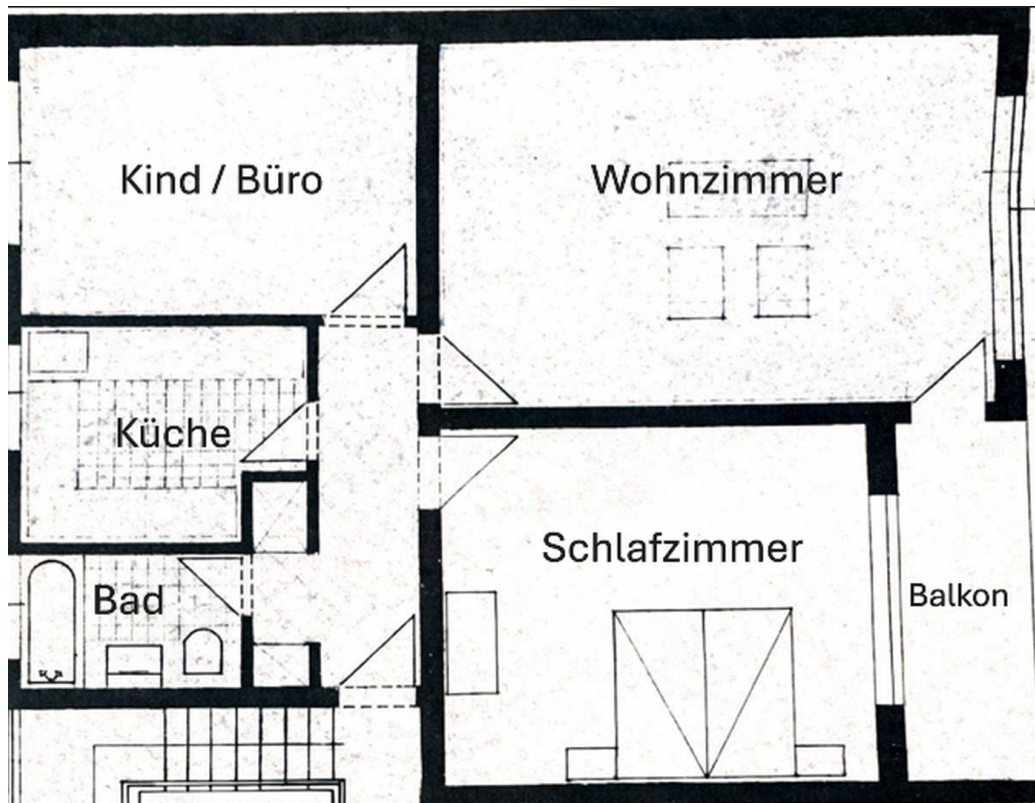 Kind / Büro
Wohnzimmer
Küche
Schlafzimmer
Bad
Balkon